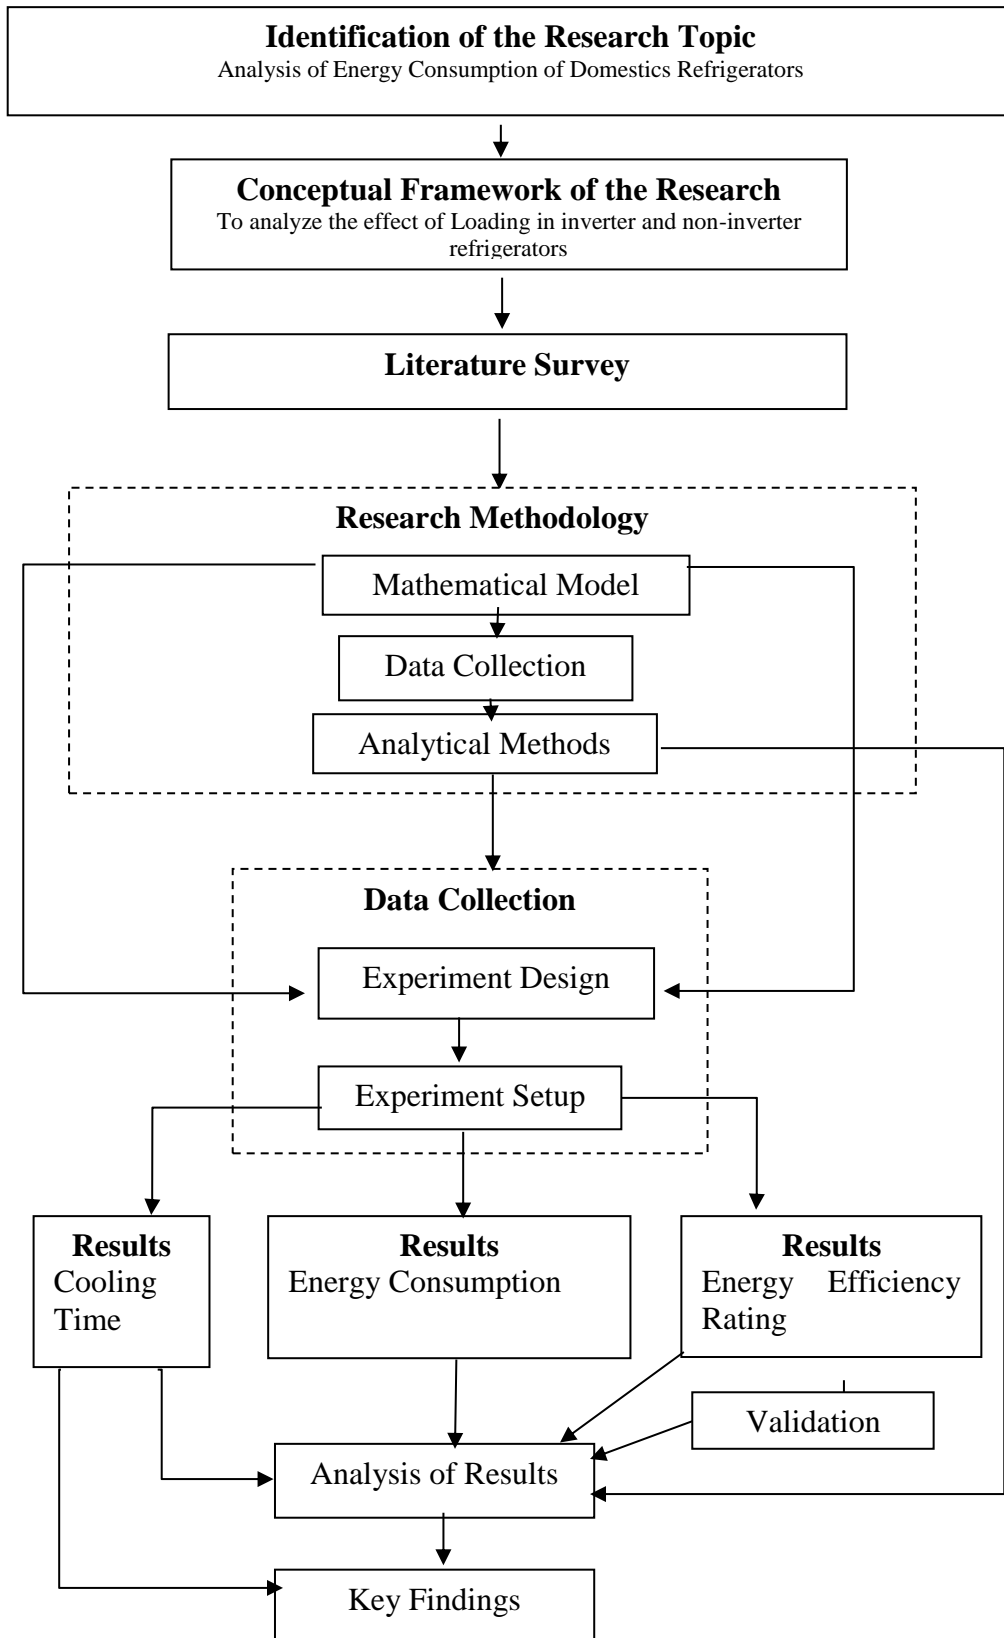 Identification of the Research Topic
Analysis of Energy Consumption of Domestics Refrigerators
Conceptual Framework of the Research
To analyze the effect of Loading in inverter and non-inverter
refrigerators
Literature Survey
Research Methodology
Mathematical Model
Data Collection
Analytical Methods
Data Collection
Experiment Design
Experiment Setup
Results
Cooling
Time
Results
Energy Consumption
Results
Energy Efficiency
Rating
Validation
Analysis of Results
Key Findings